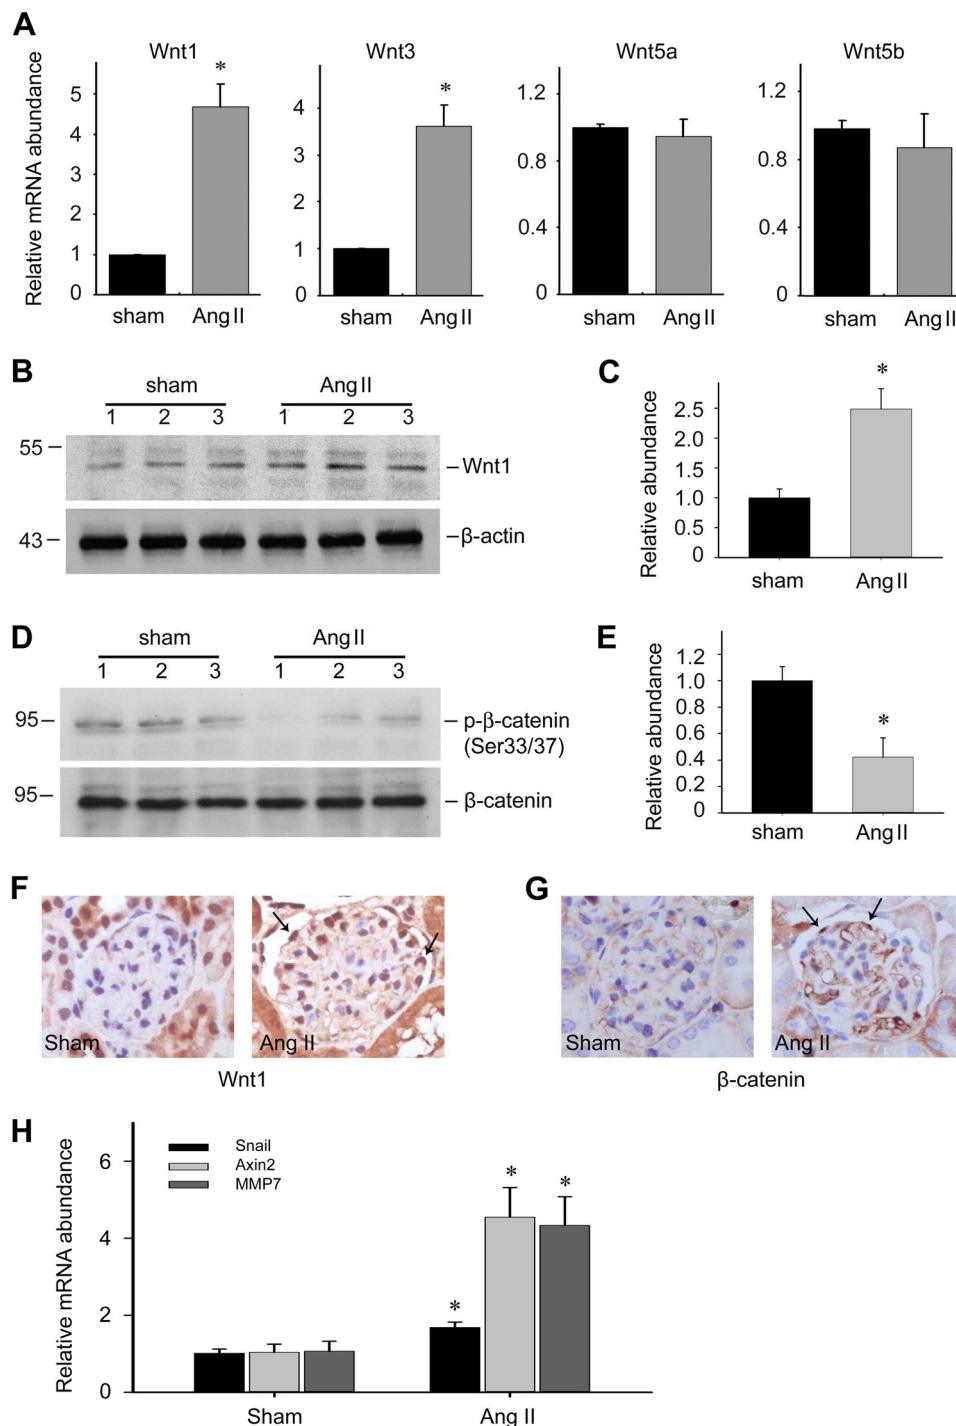 A
Wnt1
Wnt3
Wnt5a
Wnt5b
Relative mRNA abundance
5
4
3
2
1
0
*
sham
Ang II
4
3
2
1
0
*
sham
Ang II
1.2
0.8
0.4
0
sham
Ang II
1.2
0.8
0.4
0
sham
Ang II
B
sham
Ang II
1 2 3 1 2 3
55
Wnt1
43
β-actin
C
Relative abundance
2.5
2.0
1.5
1.0
0.5
0
*
sham
Ang II
D
sham
Ang II
1 2 3 1 2 3
95
p-β-catenin
(Ser33/37)
95
β-catenin
E
Relative abundance
1.2
1.0
0.8
0.6
0.4
0.2
0
*
sham
Ang II
F
Sham
Ang II
Wnt1
G
Sham
Ang II
β-catenin
H
Relative mRNA abundance
6
4
2
0
Snail
Axin2
MMP7
*
*
*
Sham
Ang II